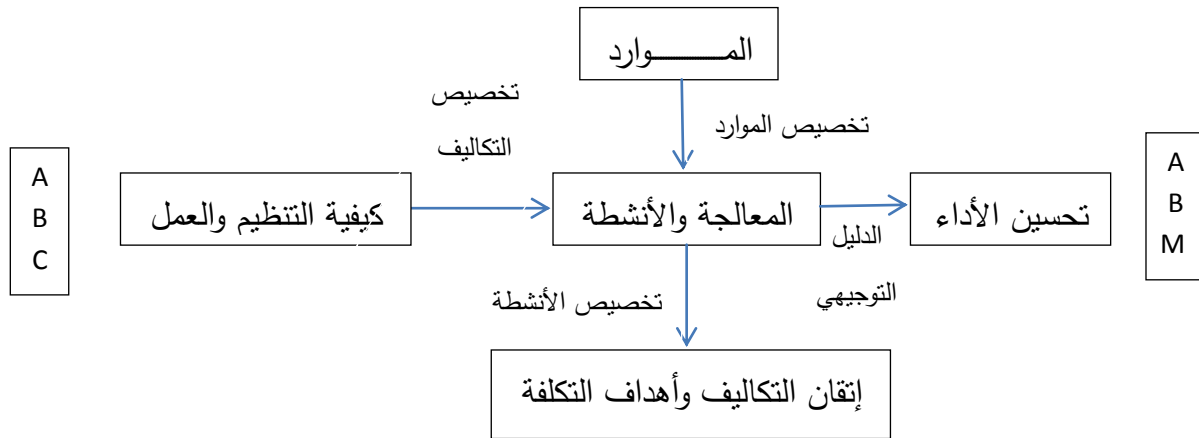 المـــــــــوارد
تخصيص
التكاليف
تخصيص الموارد
A
B
C
كيفية التنظيم والعمل
المعالجة والأنشطة
تحسين الأداء
A
B
M
الدليل
التوجيهي
تخصيص الأنشطة
إتقان التكاليف وأهداف التكلفة